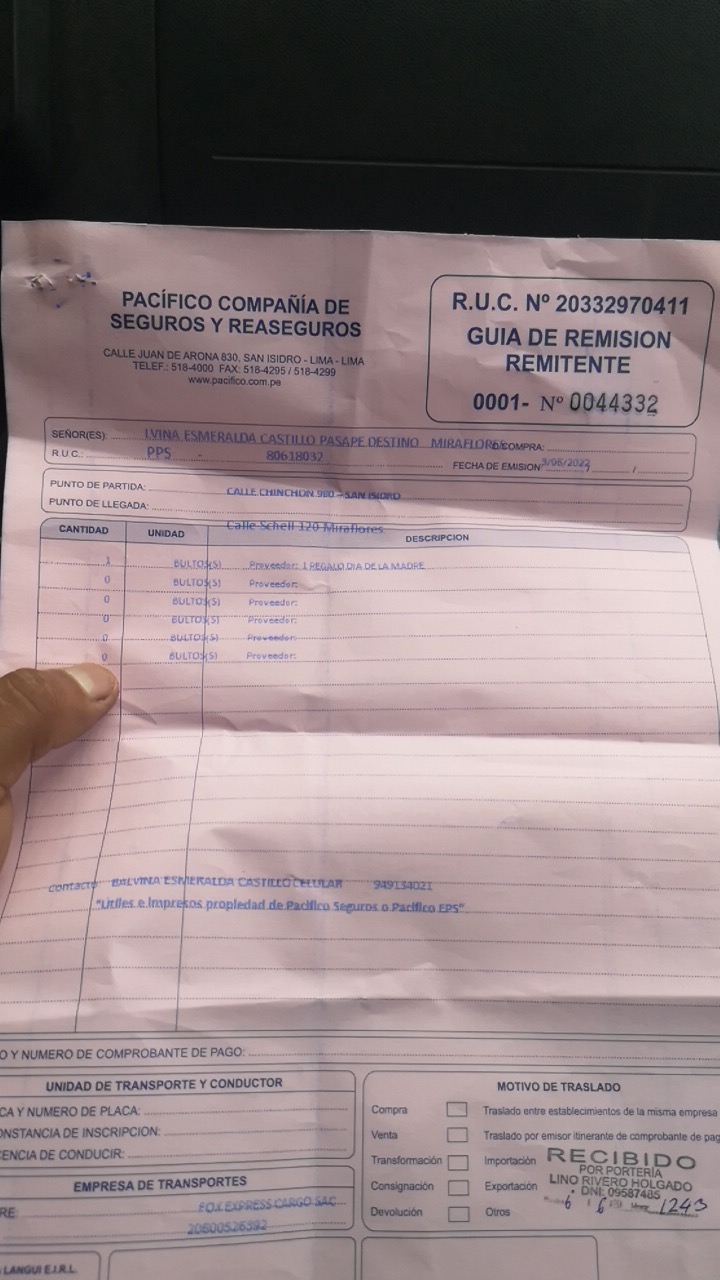 PACÍFICO COMPAÑÍA DE
SEGUROS Y REASEGUROS
CALLE JUAN DE ARONA 830, SAN ISIDRO - LIMA - LIMA
TELEF.: 518-4000 FAX: 518-4295 / 518-4299
www.pacifico.com.pe
R.U.C. Nº 20332970411
GUIA DE REMISION
REMITENTE
0001- Nº 0044332
SEÑOR(ES): LVINA ESMERALDA CASTILLO PASAPE DESTINO MIRAFLORES COMPRA:
R.U.C.: PPS - 80618032 FECHA DE EMISION: /05/2022 /
PUNTO DE PARTIDA: CALLE CHINCHON 980 - SAN ISIDRO
PUNTO DE LLEGADA:
Calle Schell 120 Miraflores
CANTIDAD UNIDAD DESCRIPCION
1 BULTOS(S) Proveedor: 1 REGALO DIA DE LA MADRE
0 BULTOS(S) Proveedor:
0 BULTOS(S) Proveedor:
0 BULTOS(S) Proveedor:
0 BULTOS(S) Proveedor:
0 BULTOS(S) Proveedor:
contacto BALVINA ESMERALDA CASTILLO CELULAR 949134021
"Utiles e Impresos propiedad de Pacifico Seguros o Pacifico EPS"
O Y NUMERO DE COMPROBANTE DE PAGO:
UNIDAD DE TRANSPORTE Y CONDUCTOR
CA Y NUMERO DE PLACA:
ONSTANCIA DE INSCRIPCION:
CENCIA DE CONDUCIR:
EMPRESA DE TRANSPORTES
RE: FOX EXPRESS CARGO SAC
20600526382
LANGUI E.I.R.L.
MOTIVO DE TRASLADO
Compra Traslado entre establecimientos de la misma empresa
Venta Traslado por emisor itinerante de comprobante de pag
Transformación Importación
Consignación Exportación
Devolución Otros
RECIBIDO
POR PORTERÍA
LINO RIVERO HOLGADO
DNI: 09587485
6 6 1243